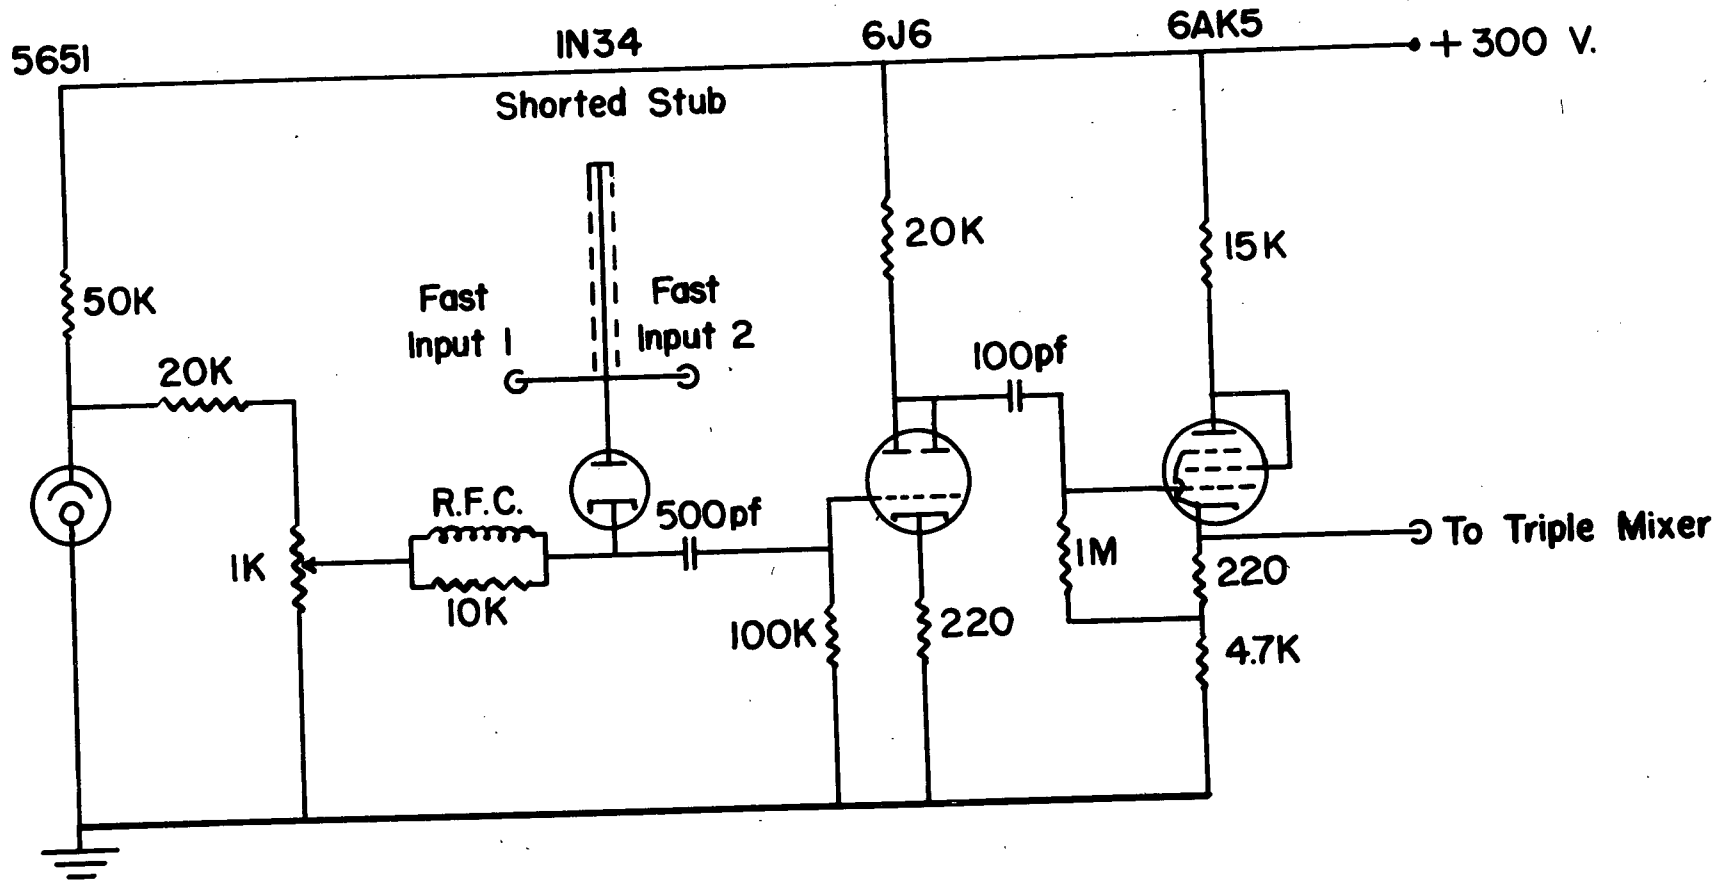 5651
1N34
6J6
6AK5
+300 V.
Shorted Stub
50K
20K
Fast
Input 1
Fast
Input 2
20K
15K
100pf
R.F.C.
10K
1K
500pf
100K
220
1M
To Triple Mixer
220
4.7K